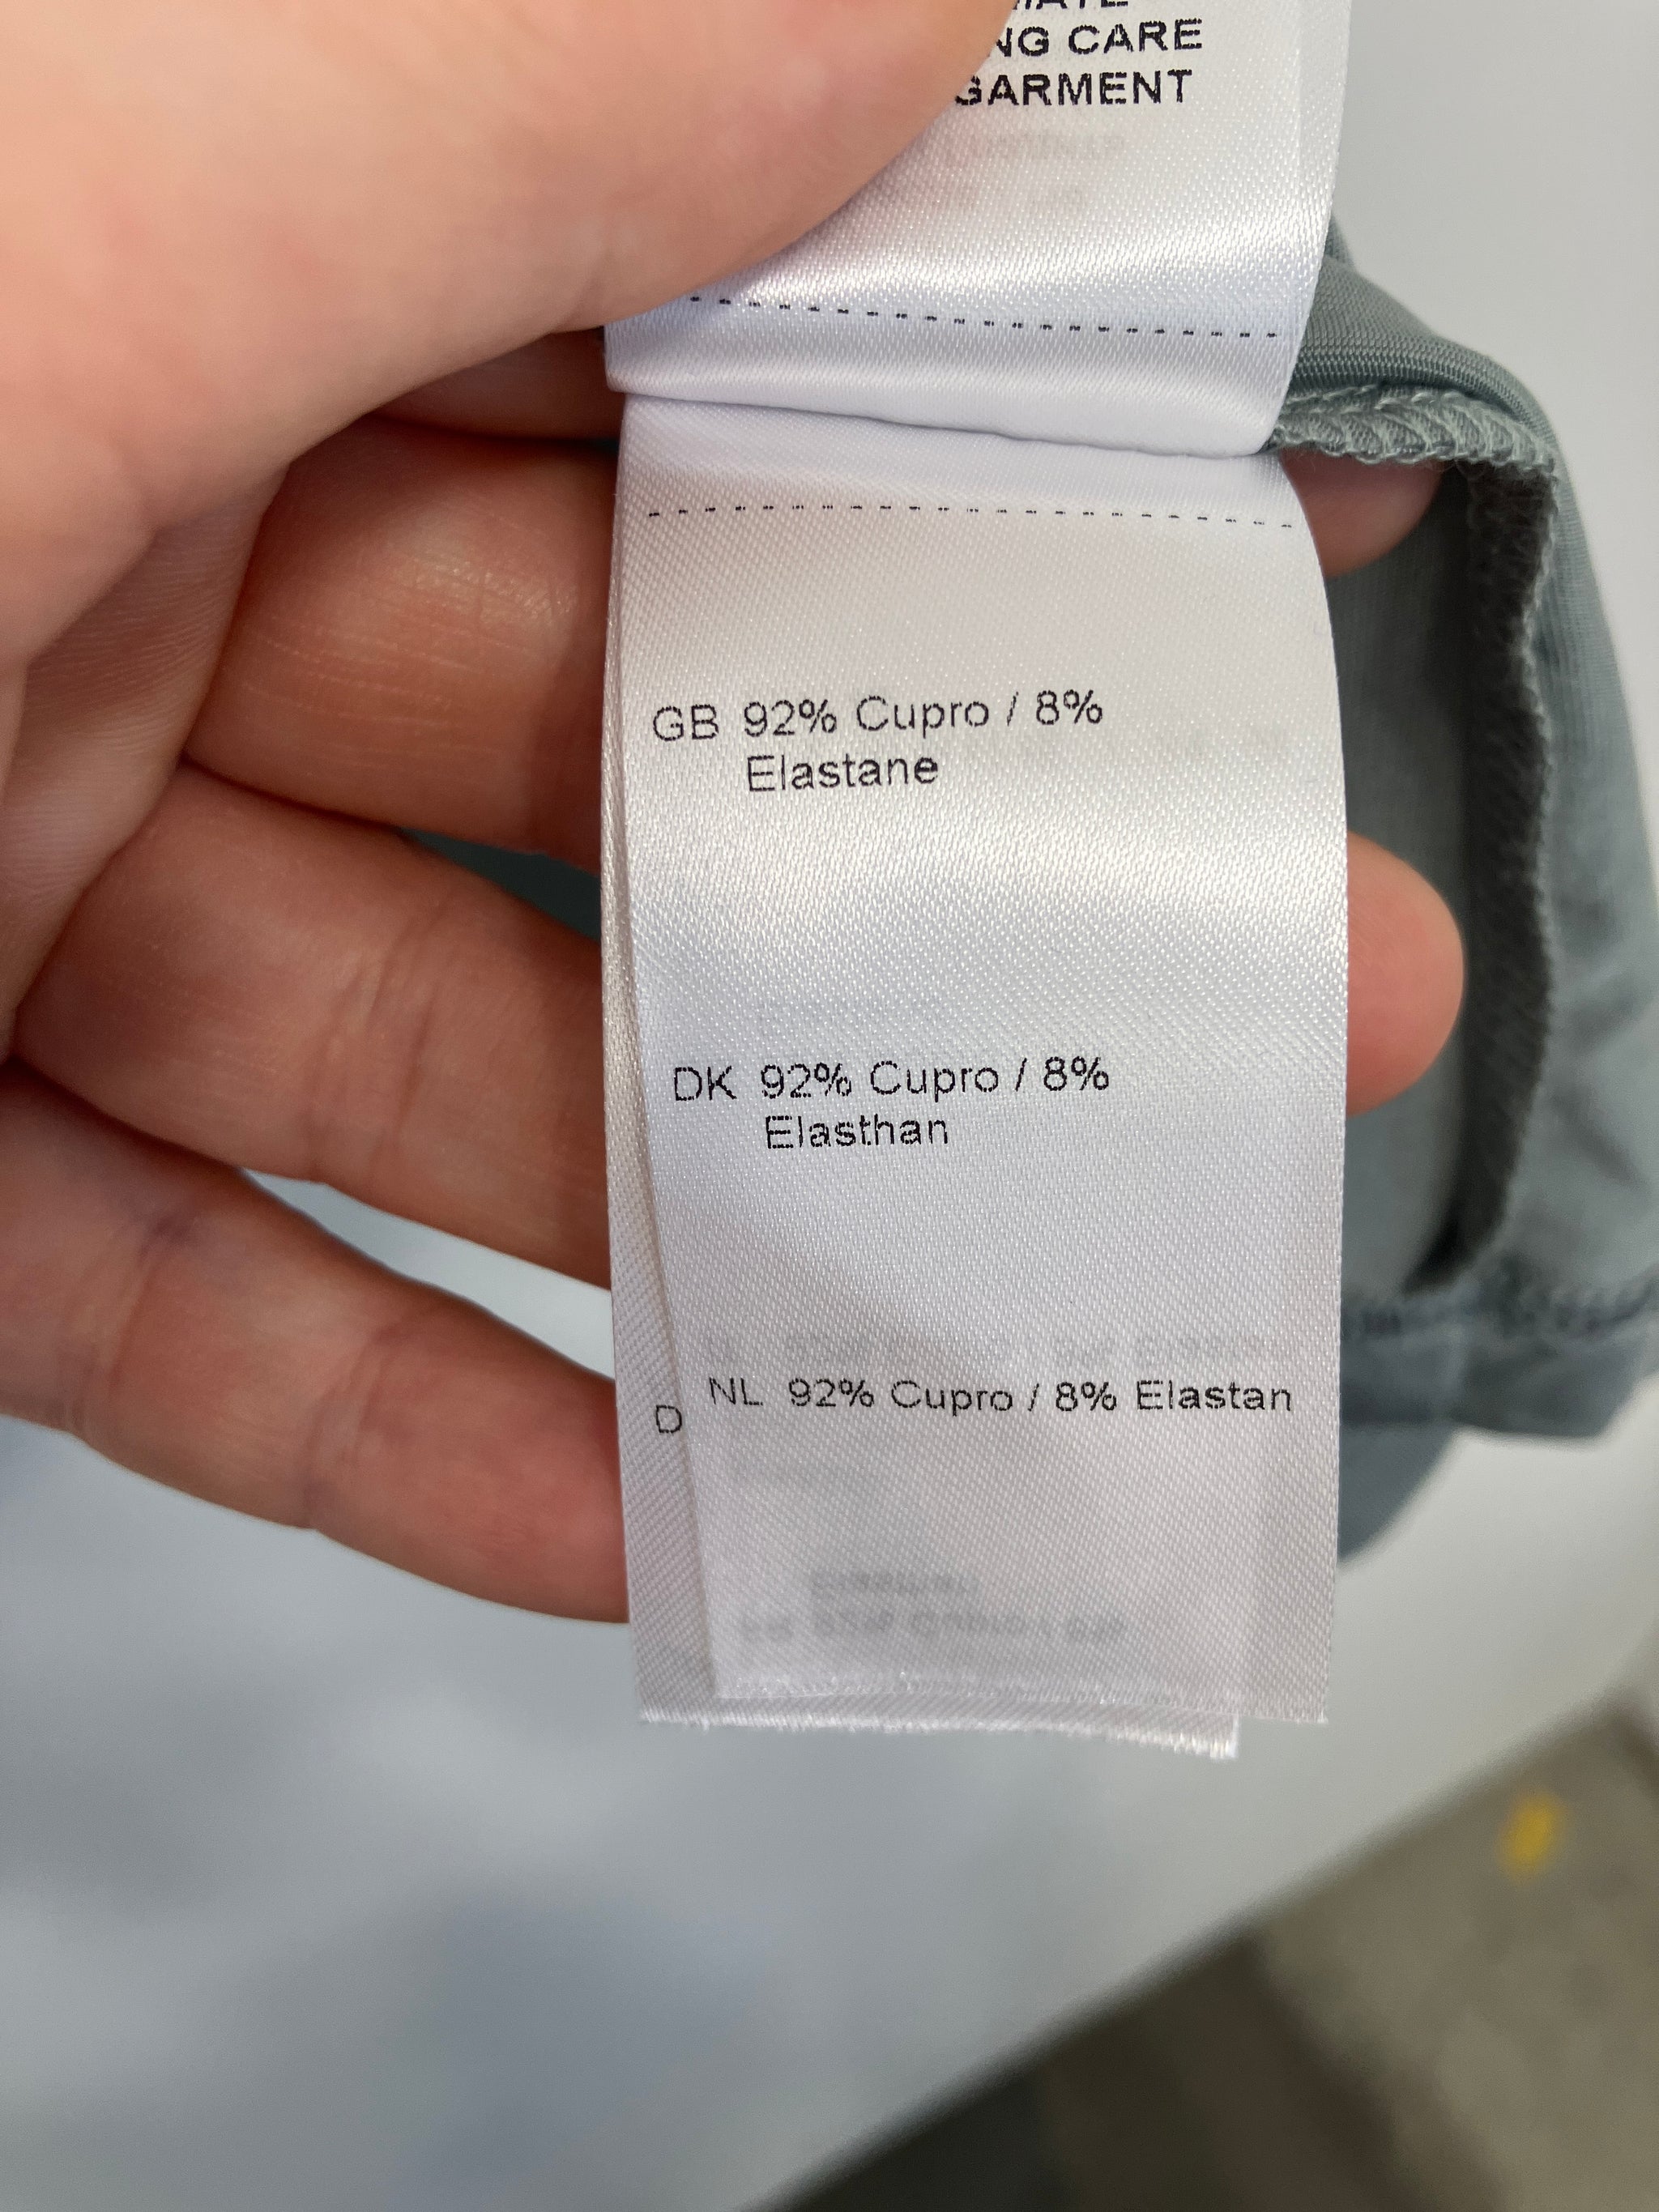 NG CARE
GARMENT
GB 92% Cupro / 8%
Elastane
DK 92% Cupro / 8%
Elasthan
NL 92% Cupro / 8% Elastan
D